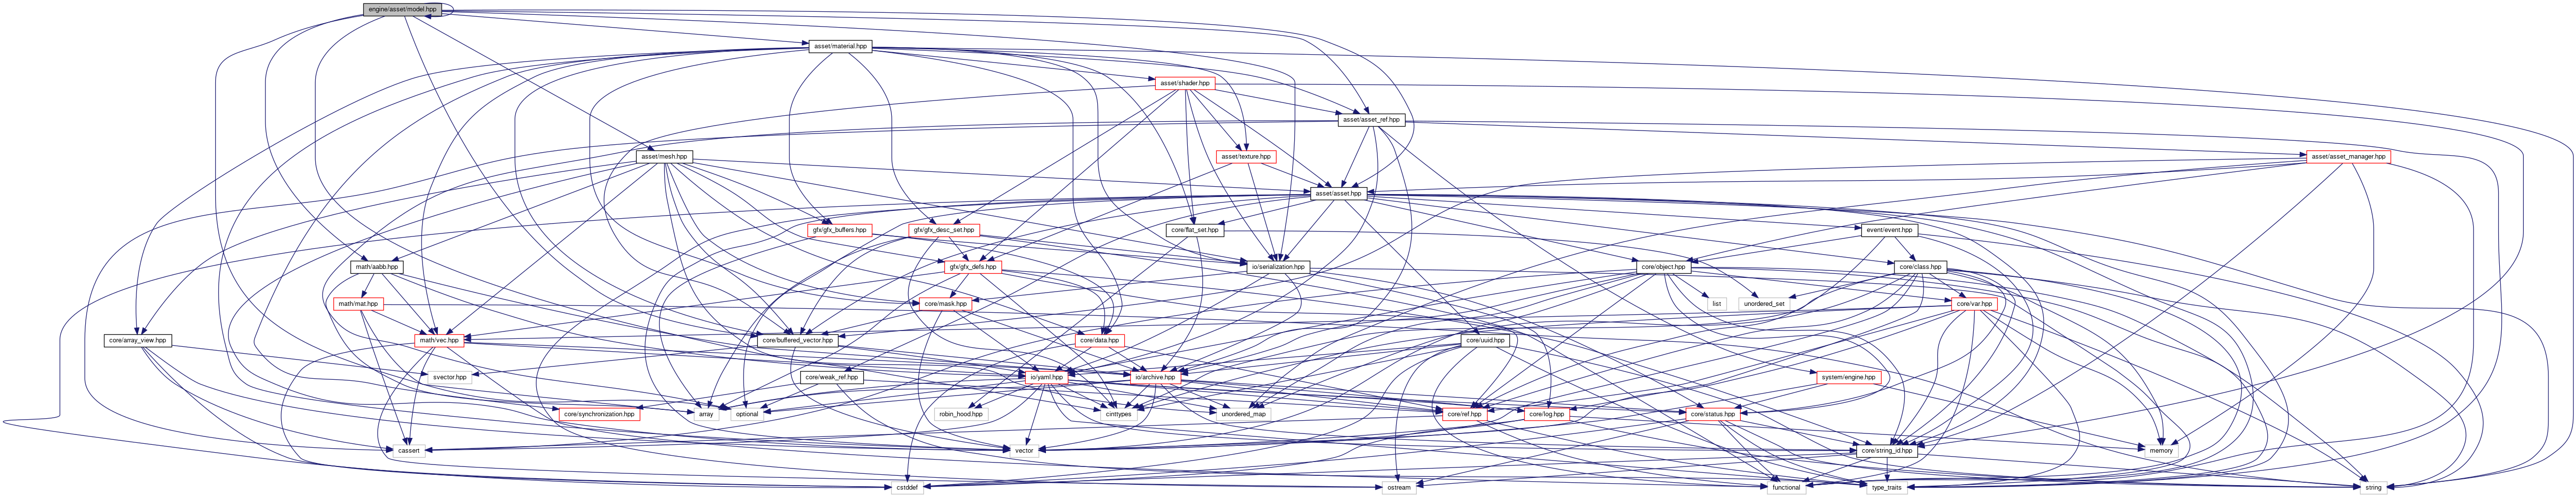 engine/asset/model.hpp
asset/material.hpp
asset/shader.hpp
asset/asset_ref.hpp
asset/mesh.hpp
asset/texture.hpp
asset/asset_manager.hpp
asset/asset.hpp
gfx/gfx_buffers.hpp
gfx/gfx_desc_set.hpp
core/flat_set.hpp
event/event.hpp
math/aabb.hpp
gfx/gfx_defs.hpp
io/serialization.hpp
core/object.hpp
core/class.hpp
math/mat.hpp
core/mask.hpp
list
unordered_set
core/var.hpp
core/array_view.hpp
math/vec.hpp
core/buffered_vector.hpp
core/data.hpp
core/uuid.hpp
svector.hpp
core/weak_ref.hpp
io/yaml.hpp
io/archive.hpp
system/engine.hpp
core/synchronization.hpp
array
optional
robin_hood.hpp
cinttypes
unordered_map
core/ref.hpp
core/log.hpp
core/status.hpp
cassert
vector
core/string_id.hpp
memory
cstddef
ostream
functional
type_traits
string